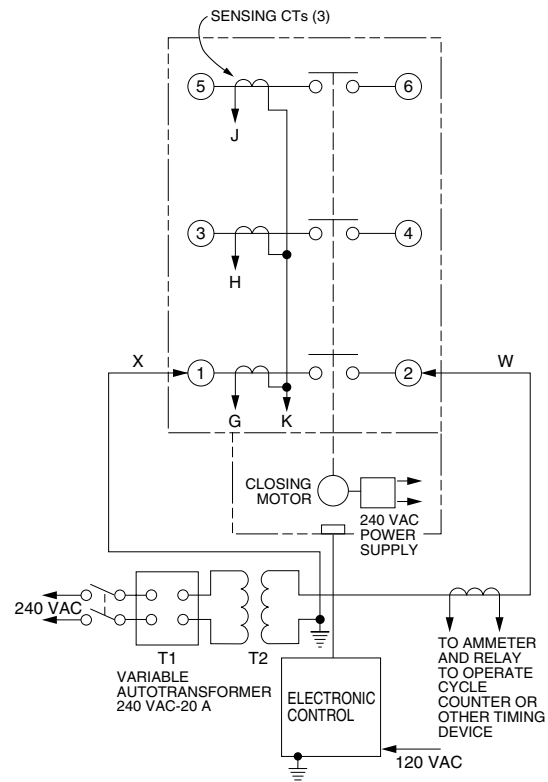 SENSING CTs (3)
5
6
J
3
4
H
X
W
1
2
G
K
CLOSING
MOTOR
240 VAC
POWER
SUPPLY
240 VAC
T1
T2
VARIABLE
AUTOTRANSFORMER
240 VAC-20 A
ELECTRONIC
CONTROL
TO AMMETER
AND RELAY
TO OPERATE
CYCLE
COUNTER OR
OTHER TIMING
DEVICE
120 VAC